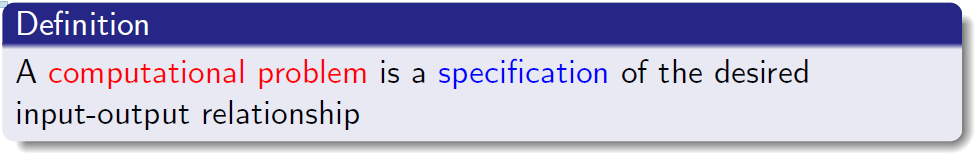 Definition
A computational problem is a specification of the desired
input-output relationship